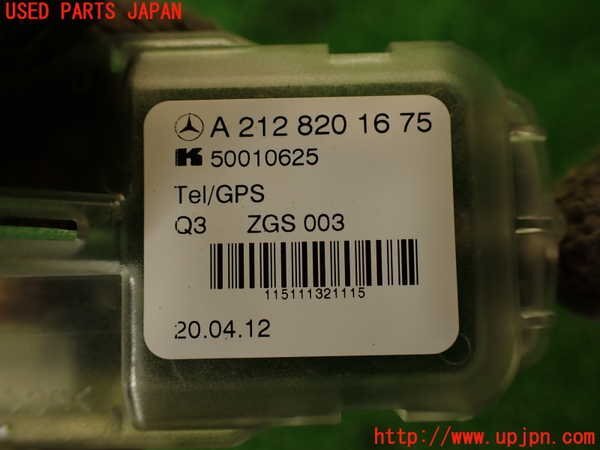 USED PARTS JAPAN
A 212 820 16 75
K 50010625
Tel/GPS
Q3 ZGS 003
115111321115
20.04.12
http://www.upjpn.com/